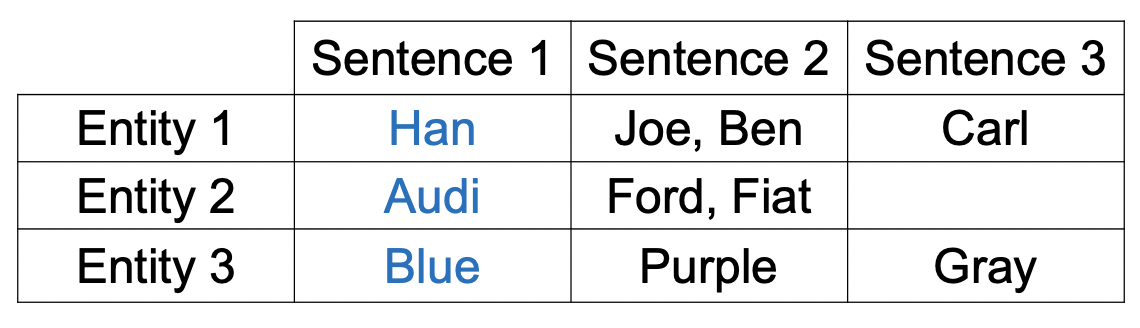 Sentence 1 Sentence 2 Sentence 3
Entity 1 Han Joe, Ben Carl
Entity 2 Audi Ford, Fiat
Entity 3 Blue Purple Gray